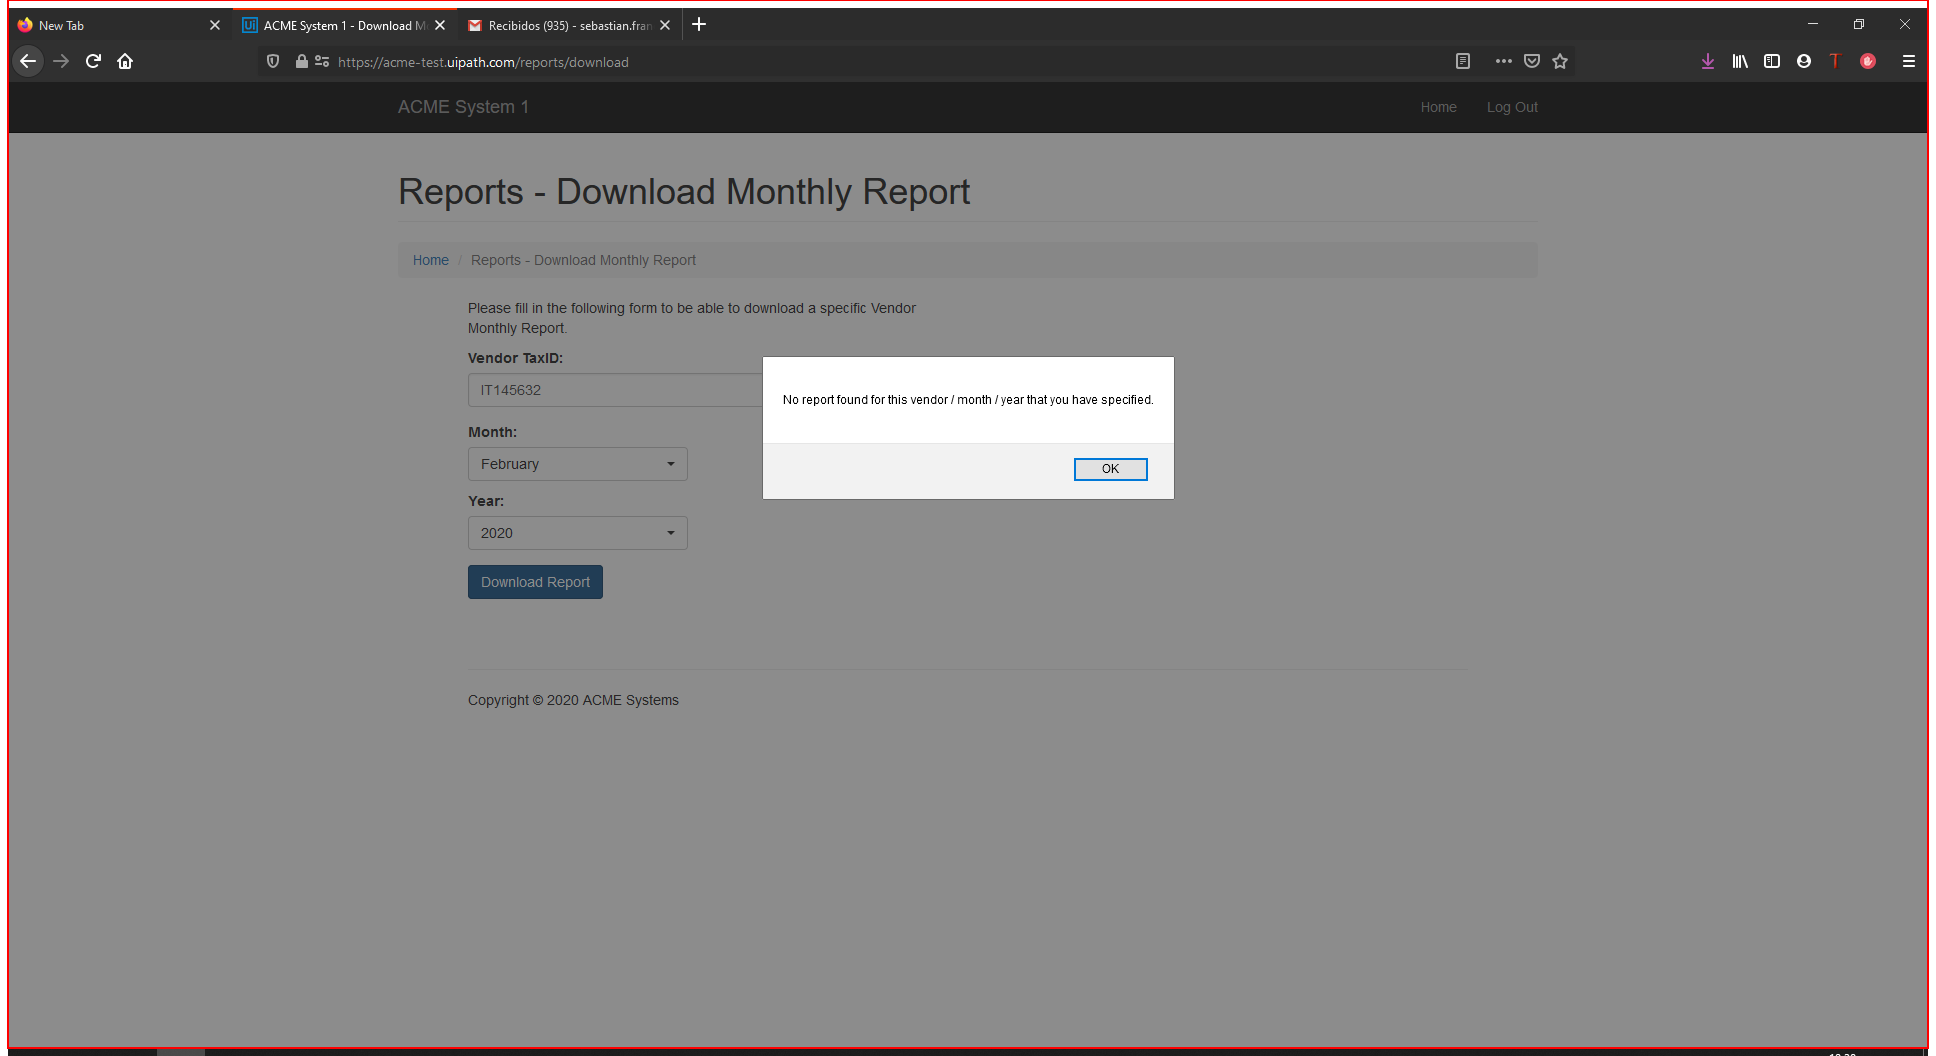 New Tab
ACME System 1 - Download Mo
Recibidos (935) - sebastian.fran
https://acme-test.uipath.com/reports/download
ACME System 1
Home
Log Out
Reports - Download Monthly Report
Home / Reports - Download Monthly Report
Please fill in the following form to be able to download a specific Vendor
Monthly Report.
Vendor TaxID:
IT145632
No report found for this vendor / month / year that you have specified.
OK
Month:
February
Year:
2020
Download Report
Copyright © 2020 ACME Systems